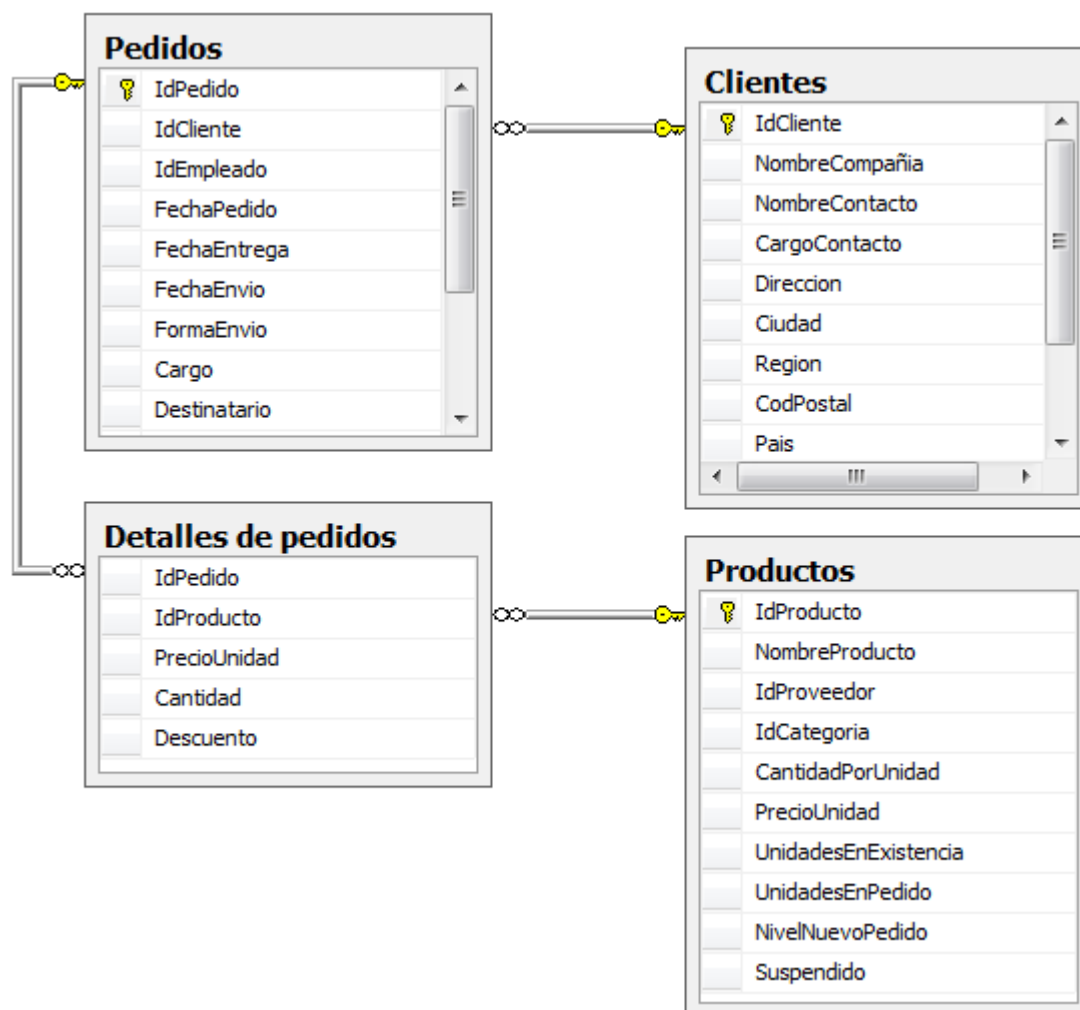 Pedidos
IdPedido
IdCliente
IdEmpleado
FechaPedido
FechaEntrega
FechaEnvio
FormaEnvio
Cargo
Destinatario
Clientes
IdCliente
NombreCompañia
NombreContacto
CargoContacto
Direccion
Ciudad
Region
CodPostal
Pais
Detalles de pedidos
IdPedido
IdProducto
PrecioUnidad
Cantidad
Descuento
Productos
IdProducto
NombreProducto
IdProveedor
IdCategoria
CantidadPorUnidad
PrecioUnidad
UnidadesEnExistencia
UnidadesEnPedido
NivelNuevoPedido
Suspendido